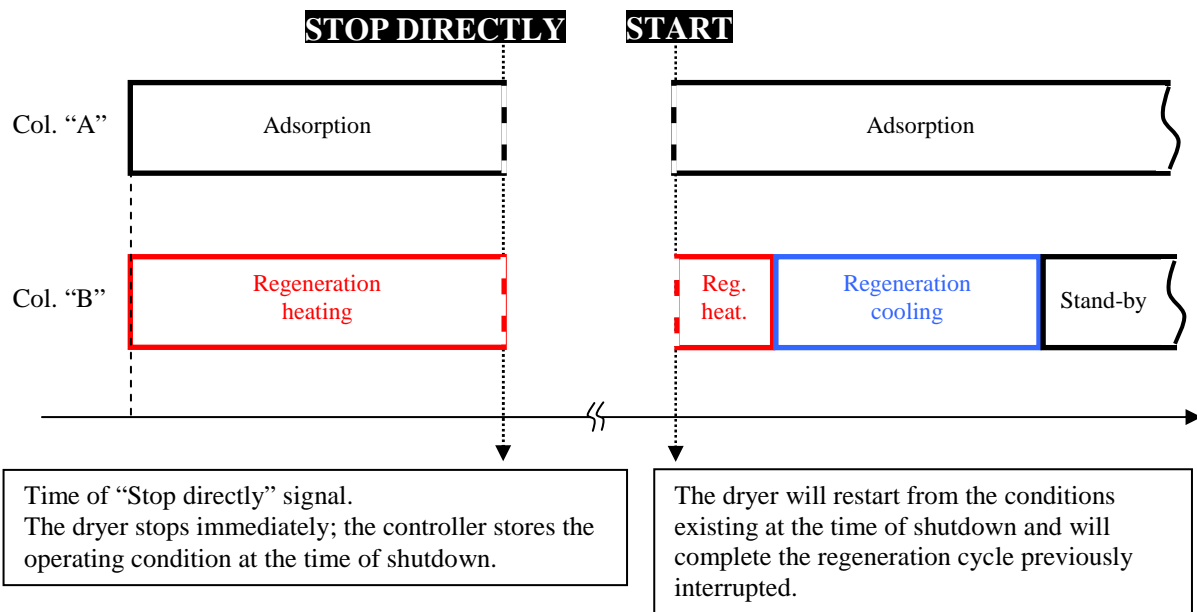 STOP DIRECTLY
START
Col. “A”
Adsorption
Adsorption
Col. “B”
Regeneration
heating
Reg.
heat.
Regeneration
cooling
Stand-by
Time of “Stop directly” signal.
The dryer stops immediately; the controller stores the
operating condition at the time of shutdown.
The dryer will restart from the conditions
existing at the time of shutdown and will
complete the regeneration cycle previously
interrupted.